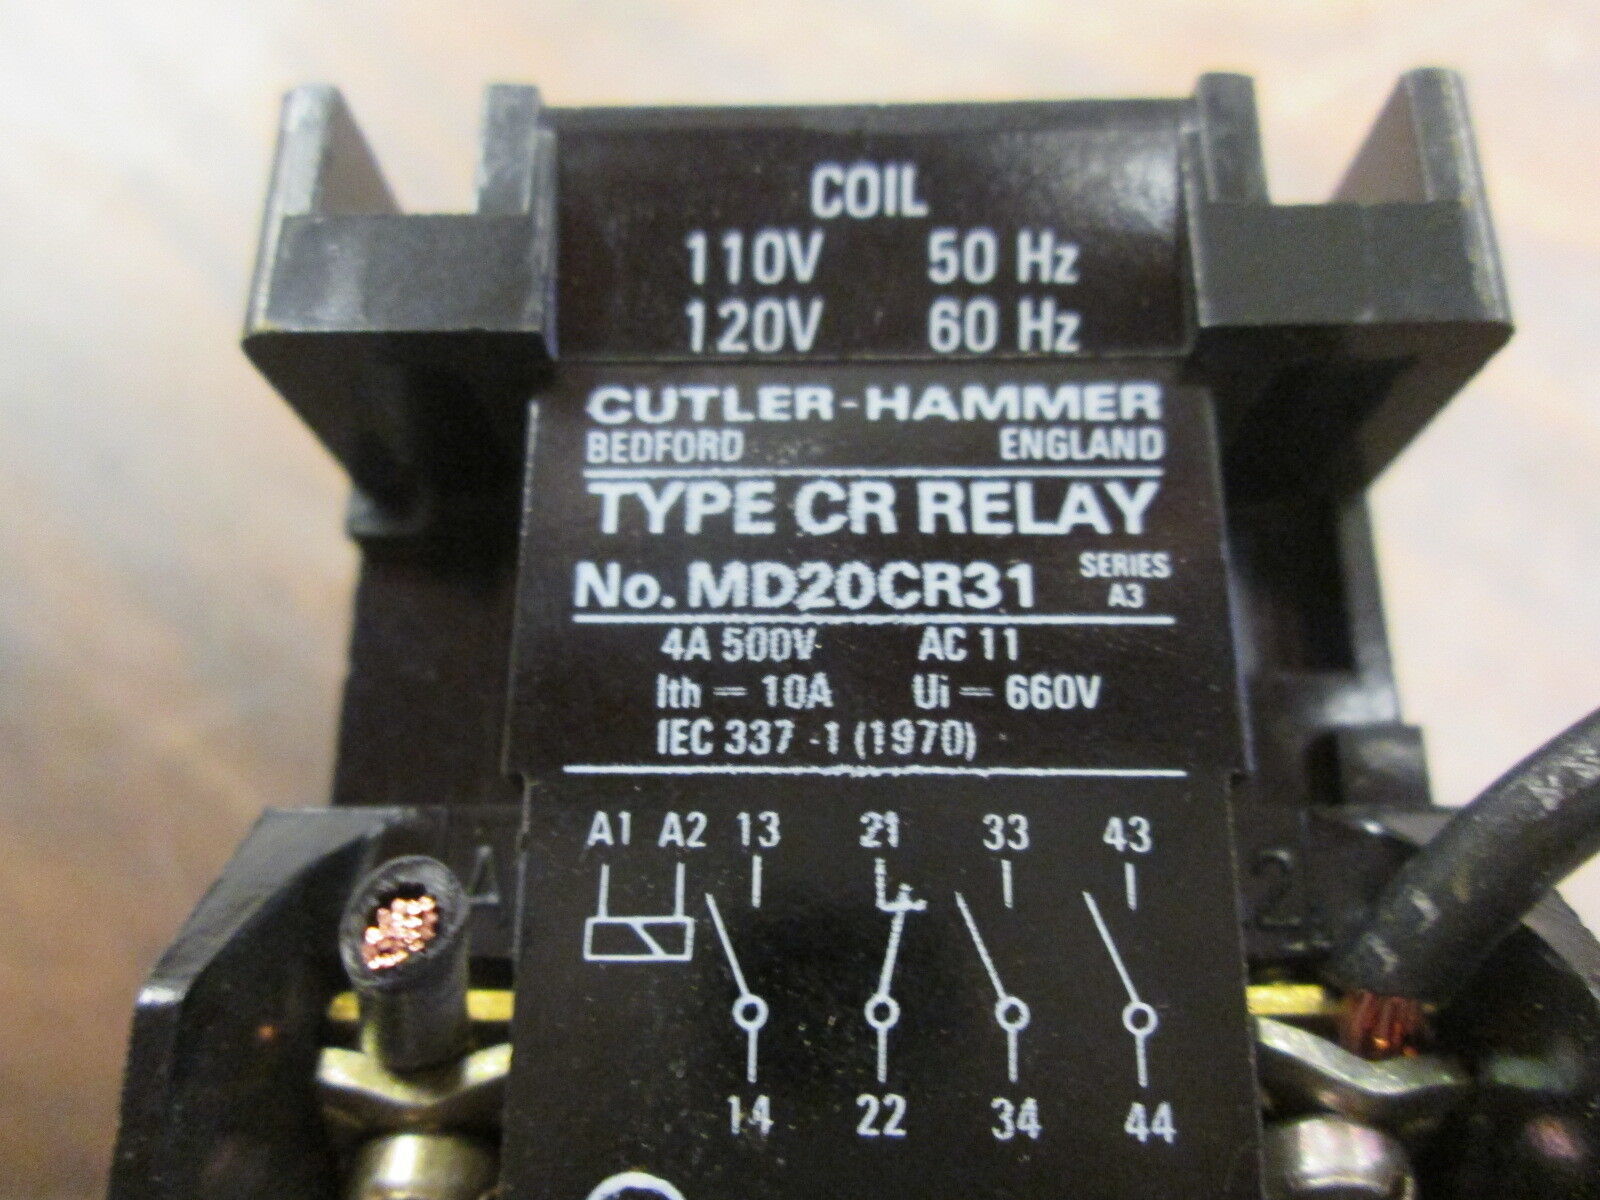 COIL
110V 50 Hz
120V 60 Hz
CUTLER-HAMMER
BEDFORD ENGLAND
TYPE CR RELAY
No. MD20CR31 SERIES A3
4A 500V AC 11
Ith — 10A Ui — 660V
IEC 337-1 (1970)
A1 A2 13 21 33 43
A 2
14 22 34 44